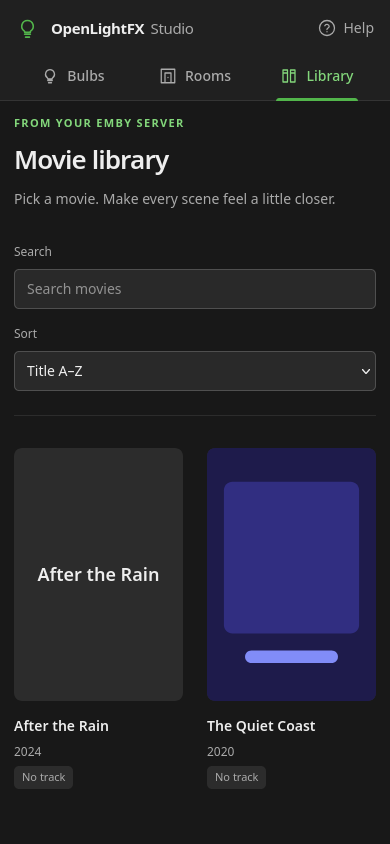 OpenLightFX Studio
Help
Bulbs
Rooms
Library
FROM YOUR EMBY SERVER
Movie library
Pick a movie. Make every scene feel a little closer.
Search
Search movies
Sort
Title A–Z
After the Rain
After the Rain
2024
No track
The Quiet Coast
2020
No track